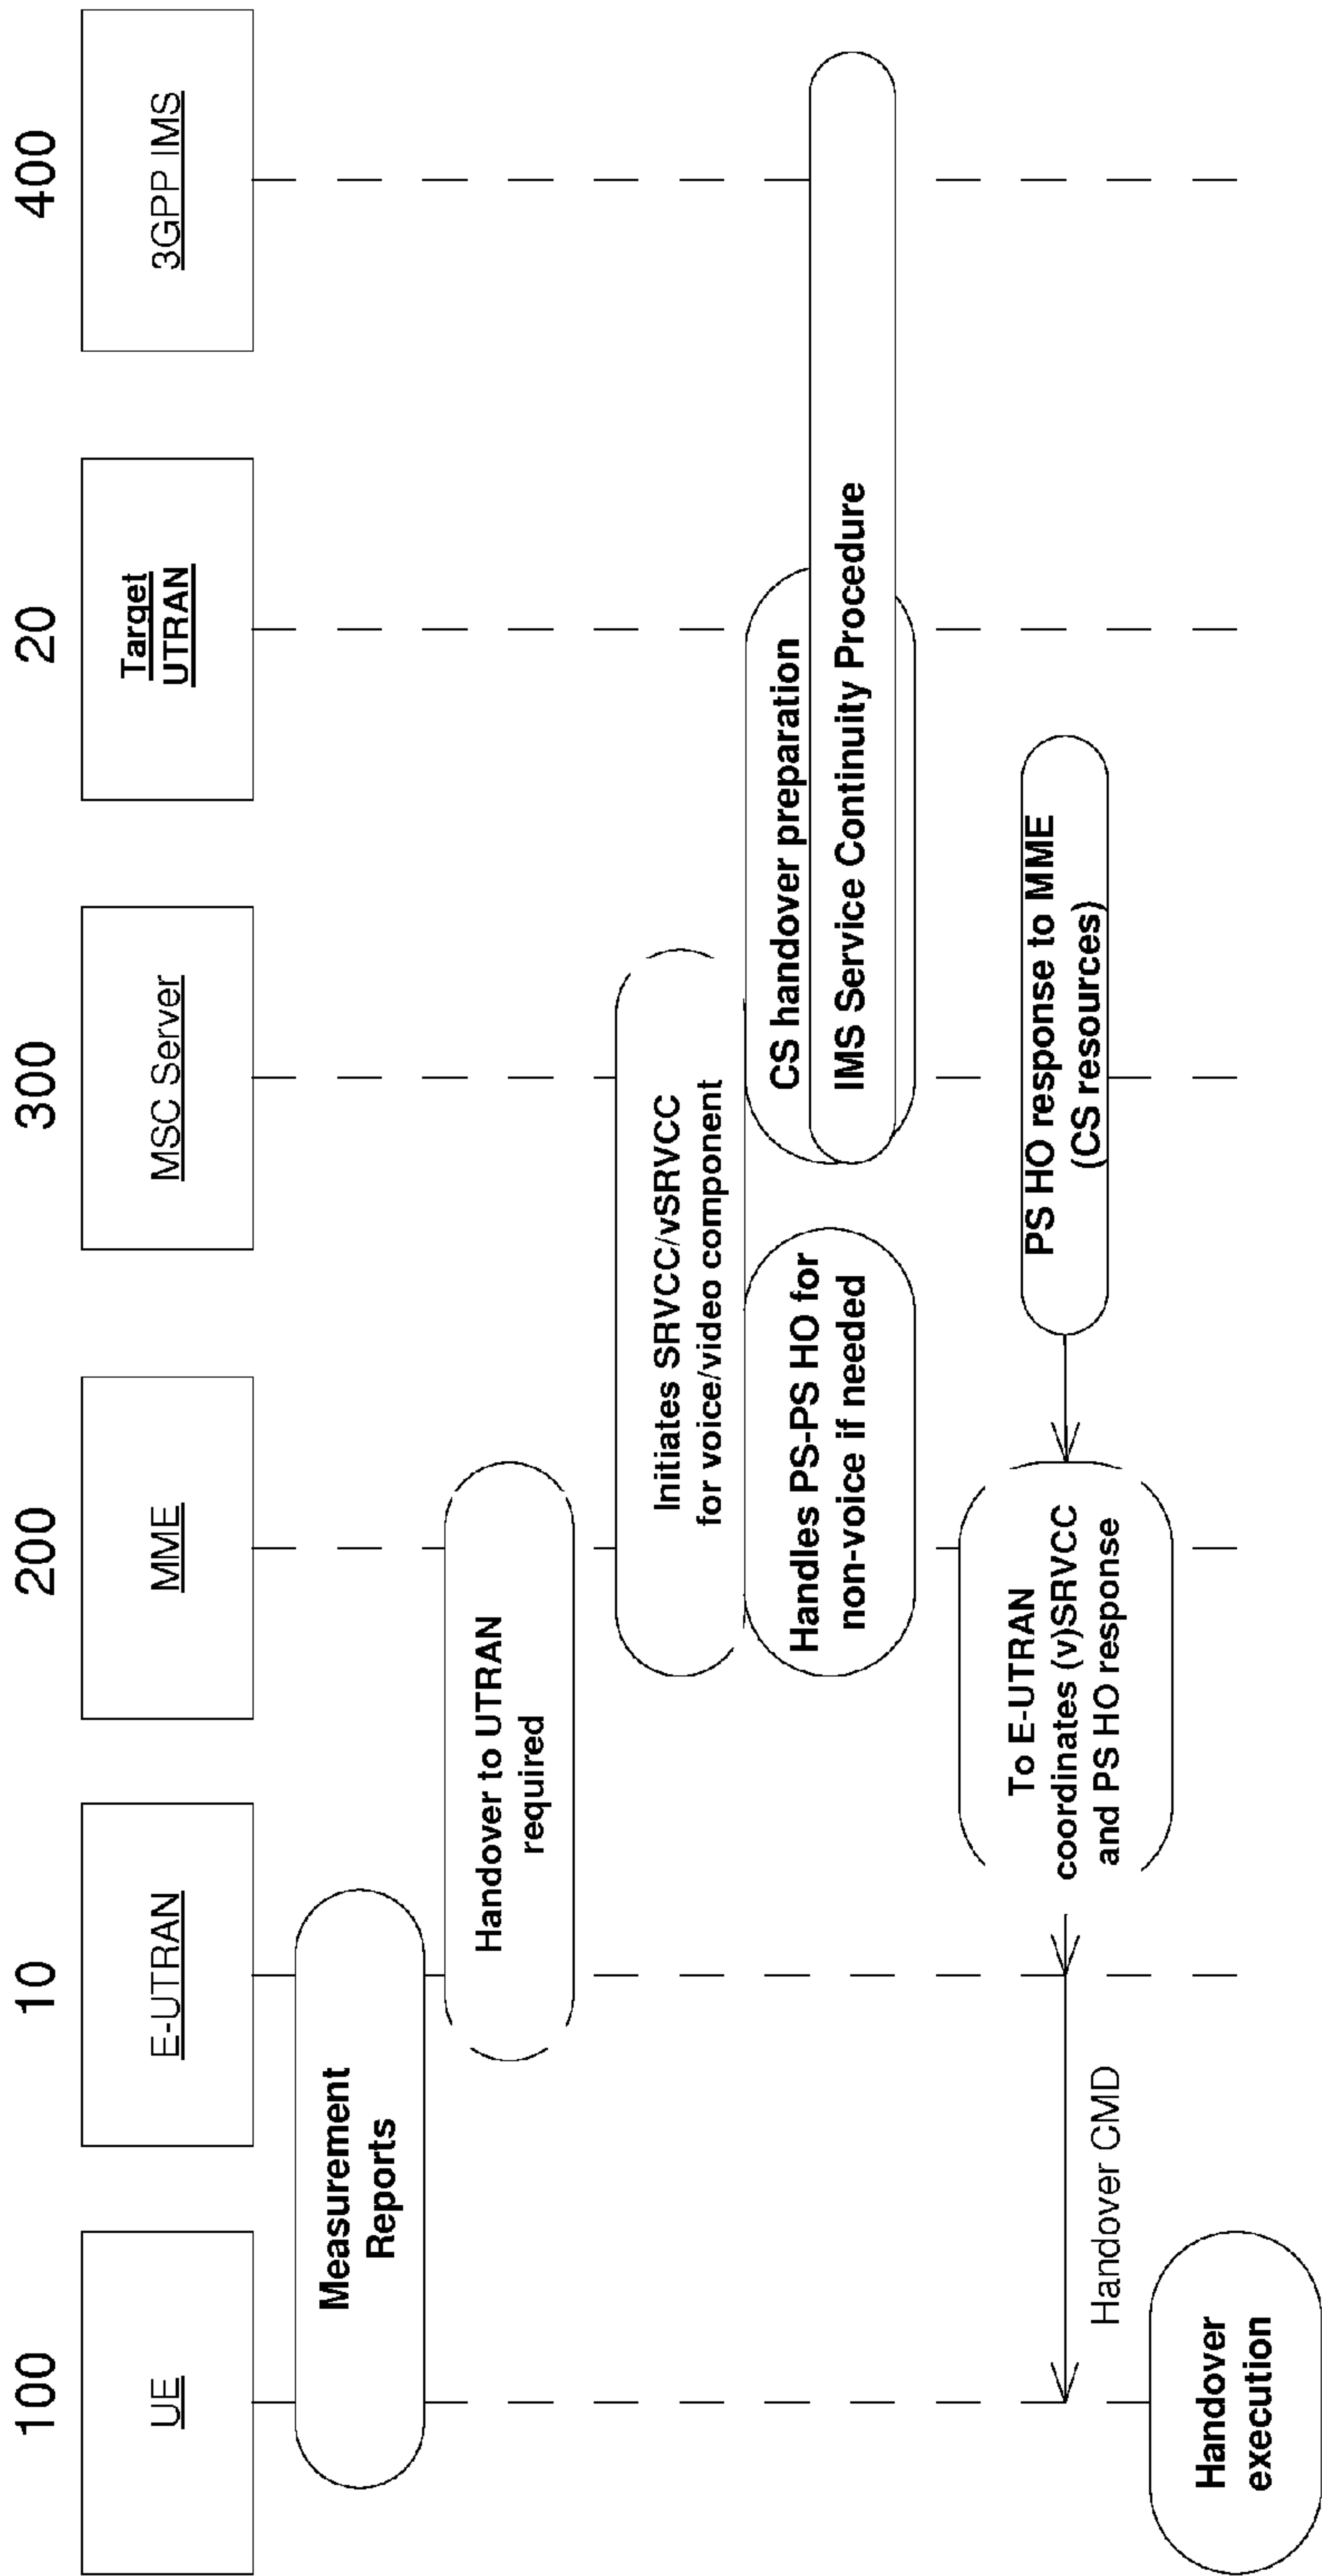 100
10
200
300
20
400
UE
E-UTRAN
MME
MSC Server
Target
UTRAN
3GPP IMS
Measurement
Reports
Handover to UTRAN
required
Initiates SRVCC/vSRVCC
for voice/video component
Handles PS-PS HO for
non-voice if needed
CS handover preparation
IMS Service Continuity Procedure
PS HO response to MME
(CS resources)
To E-UTRAN
coordinates (v)SRVCC
and PS HO response
Handover CMD
Handover
execution